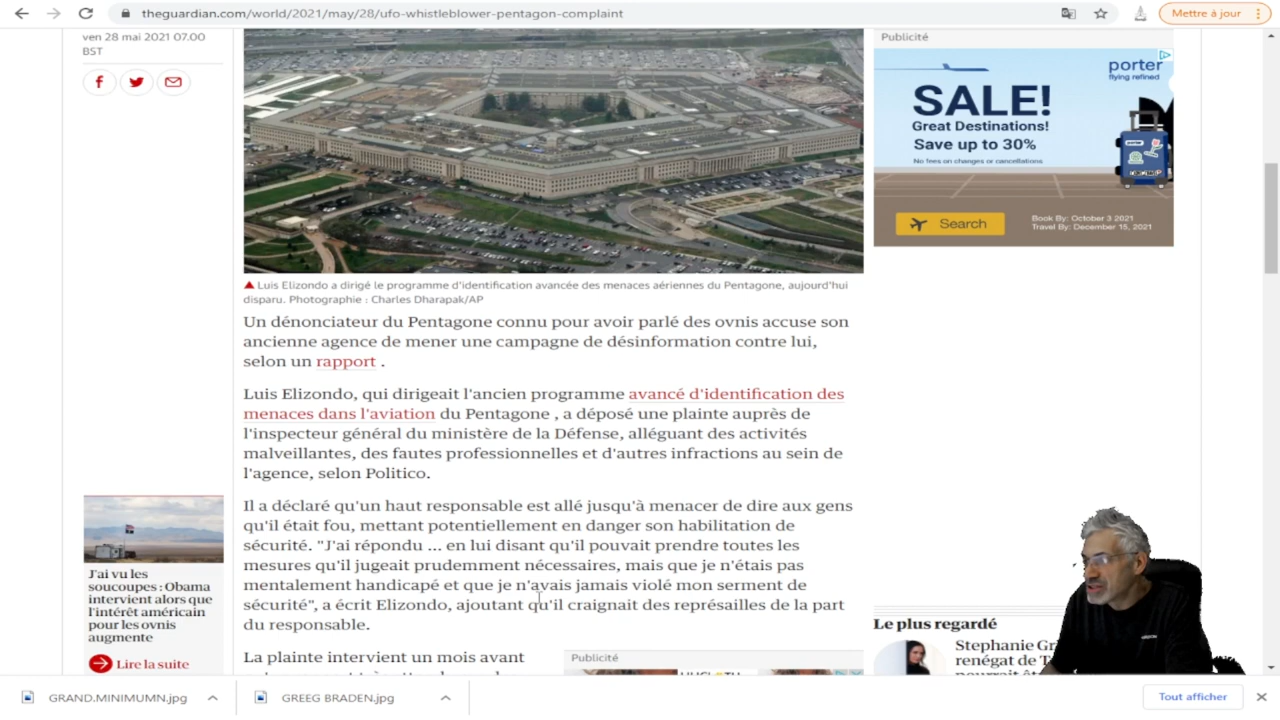 theguardian.com/world/2021/may/28/ufo-whistleblower-pentagon-complaint
Mettre à jour
ven 28 mai 2021 07.00
BST
Publicité
porter
flying refined
SALE!
Great Destinations!
Save up to 30%
No fees on changes or cancellations
Search
Book By: October 3 2021
Travel By: December 15, 2021
Luis Elizondo a dirigé le programme d'identification avancée des menaces aériennes du Pentagone, aujourd'hui
disparu. Photographie : Charles Dharapak/AP
Un dénonciateur du Pentagone connu pour avoir parlé des ovnis accuse son
ancienne agence de mener une campagne de désinformation contre lui,
selon un rapport .
Luis Elizondo, qui dirigeait l'ancien programme avancé d'identification des
menaces dans l'aviation du Pentagone , a déposé une plainte auprès de
l'inspecteur général du ministère de la Défense, alléguant des activités
malveillantes, des fautes professionnelles et d'autres infractions au sein de
l'agence, selon Politico.
Il a déclaré qu'un haut responsable est allé jusqu'à menacer de dire aux gens
qu'il était fou, mettant potentiellement en danger son habilitation de
sécurité. "J'ai répondu ... en lui disant qu'il pouvait prendre toutes les
mesures qu'il jugeait prudemment nécessaires, mais que je n'étais pas
mentalement handicapé et que je n'avais jamais violé mon serment de
sécurité", a écrit Elizondo, ajoutant qu'il craignait des représailles de la part
du responsable.
La plainte intervient un mois avant
Publicité
J'ai vu les
soucoupes : Obama
intervient alors que
l'intérêt américain
pour les ovnis
augmente
Lire la suite
Le plus regardé
Stephanie
renégat de
GRAND.MINIMUMN.jpg
GREEG BRADEN.jpg
Tout afficher